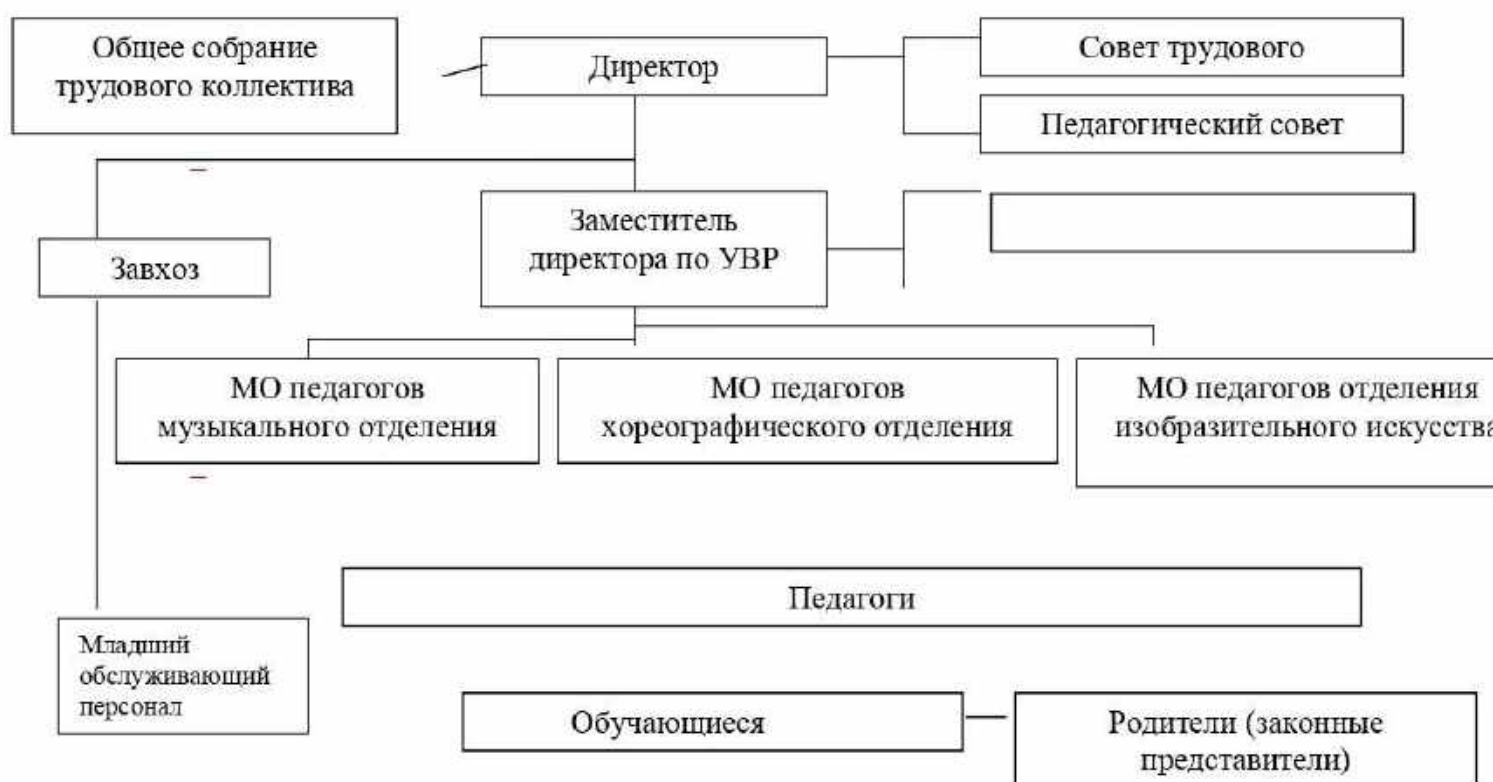 Общее собрание
трудового коллектива
Директор
Совет трудового
Педагогический совет
Заместитель
директора по УВР
Завхоз
МО педагогов
музыкального отделения
МО педагогов
хореографического отделения
МО педагогов отделения
изобразительного искусства
Педагоги
Младший
обслуживающий
персонал
Обучающиеся
Родители (законные
представители)